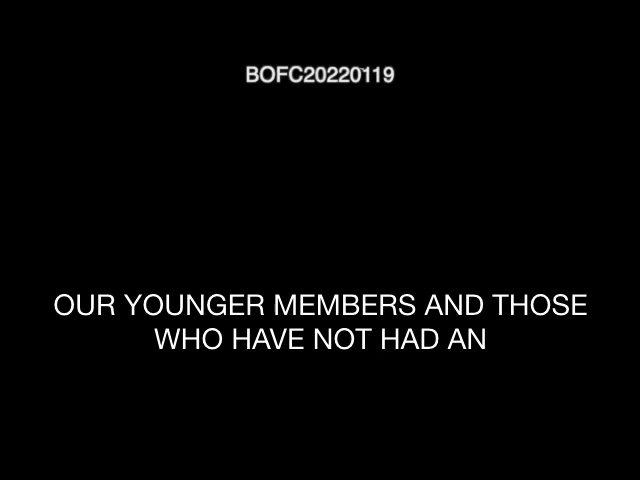 BOFC20220119
OUR YOUNGER MEMBERS AND THOSE
WHO HAVE NOT HAD AN